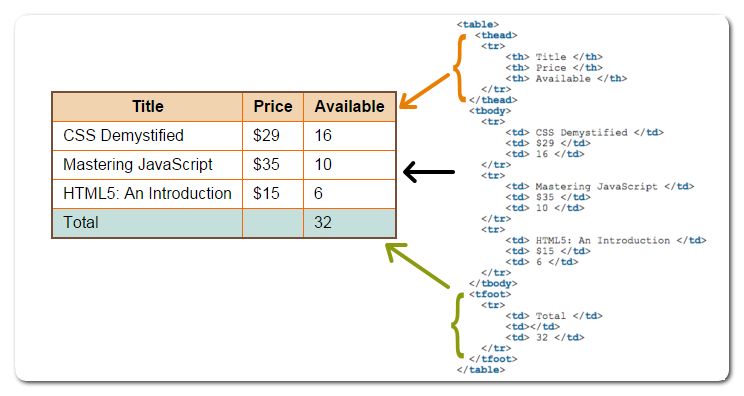 Title Price Available
CSS Demystified $29 16
Mastering JavaScript $35 10
HTML5: An Introduction $15 6
Total 32
<table>
<thead>
<tr>
<th> Title </th>
<th> Price </th>
<th> Available </th>
</tr>
</thead>
<tbody>
<tr>
<td> CSS Demystified </td>
<td> $29 </td>
<td> 16 </td>
</tr>
<tr>
<td> Mastering JavaScript </td>
<td> $35 </td>
<td> 10 </td>
</tr>
<tr>
<td> HTML5: An Introduction </td>
<td> $15 </td>
<td> 6 </td>
</tr>
</tbody>
<tfoot>
<tr>
<td> Total </td>
<td></td>
<td> 32 </td>
</tr>
</tfoot>
</table>